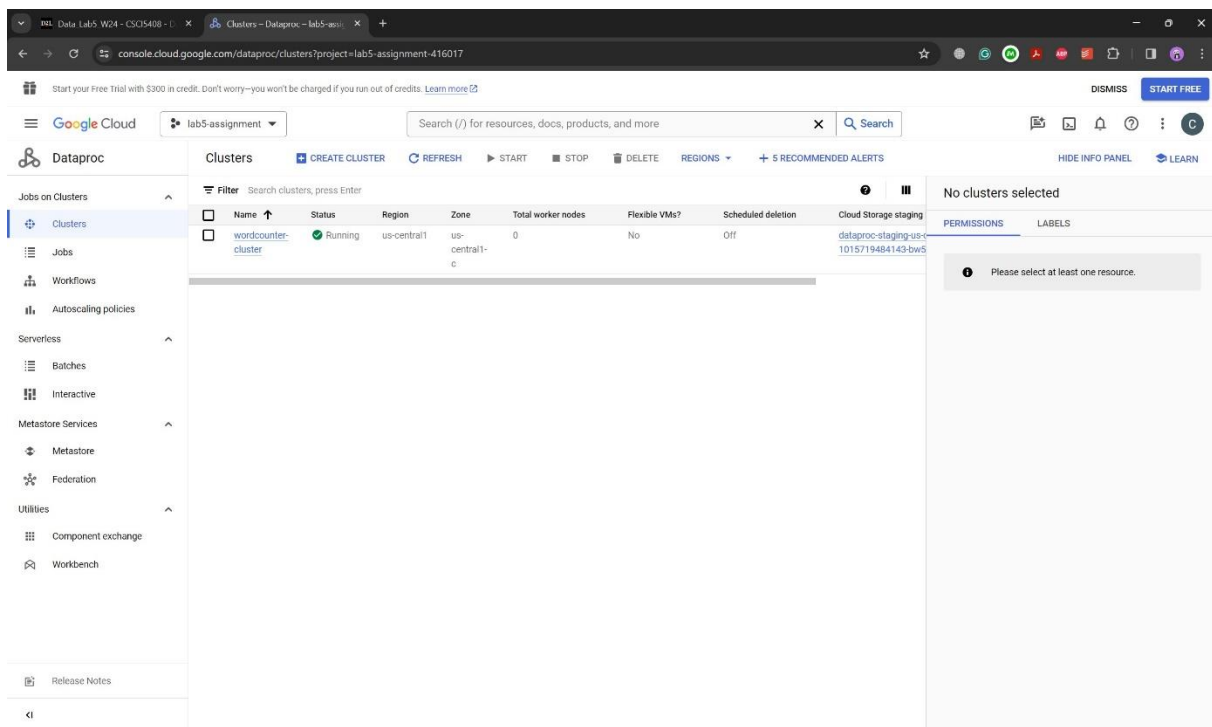 Data Lab5 W24 - CSCI5408 - D
Clusters – Dataproc – lab5-assig
console.cloud.google.com/dataproc/clusters?project=lab5-assignment-416017
Start your Free Trial with $300 in credit. Don't worry—you won't be charged if you run out of credits. Learn more
DISMISS
START FREE
Google Cloud
lab5-assignment
Search (/) for resources, docs, products, and more
Search
C
Dataproc
Clusters
CREATE CLUSTER
REFRESH
START
STOP
DELETE
REGIONS
+ 5 RECOMMENDED ALERTS
HIDE INFO PANEL
LEARN
Jobs on Clusters
Clusters
Jobs
Workflows
Autoscaling policies
Serverless
Batches
Interactive
Metastore Services
Metastore
Federation
Utilities
Component exchange
Workbench
Release Notes
Filter Search clusters, press Enter
Name Status Region Zone Total worker nodes Flexible VMs? Scheduled deletion Cloud Storage staging
wordcounter- Running us-central1 us- 0 No Off dataproc-staging-us-c
cluster central1- 1015719484143-bw5
c
No clusters selected
PERMISSIONS LABELS
Please select at least one resource.